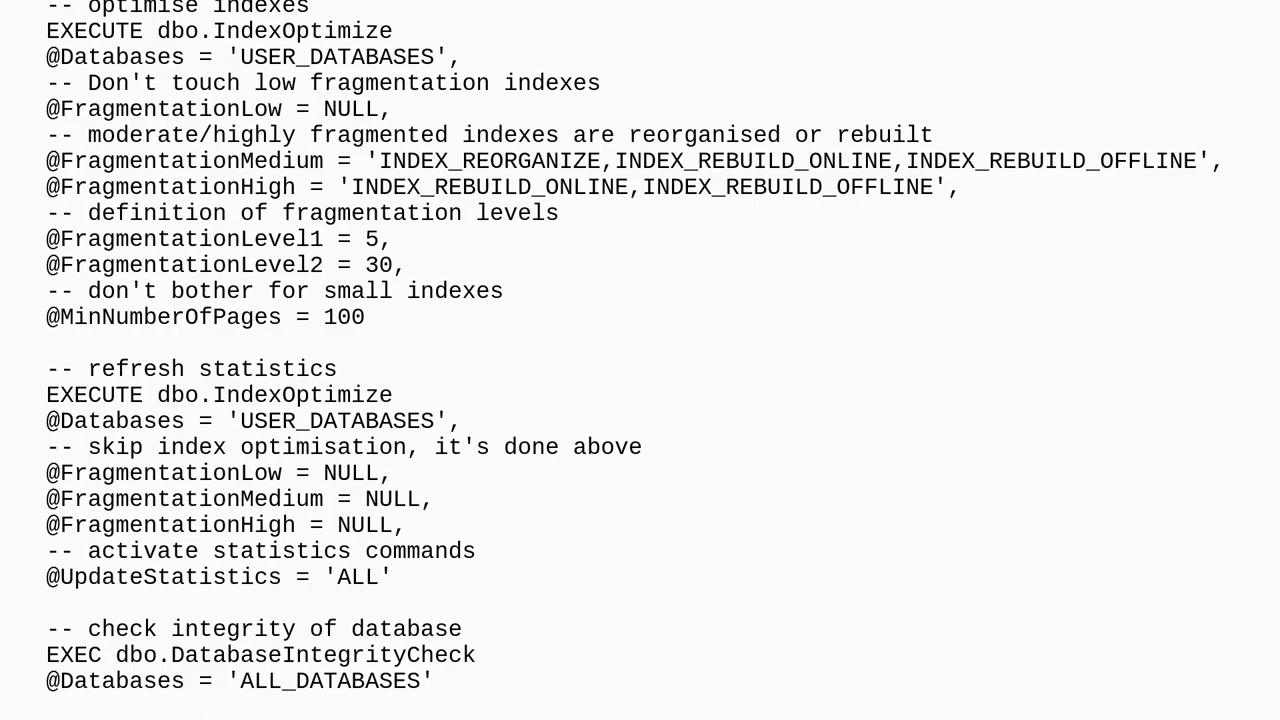 -- optimise indexes
EXECUTE dbo.IndexOptimize
@Databases = 'USER_DATABASES',
-- Don't touch low fragmentation indexes
@FragmentationLow = NULL,
-- moderate/highly fragmented indexes are reorganised or rebuilt
@FragmentationMedium = 'INDEX_REORGANIZE,INDEX_REBUILD_ONLINE,INDEX_REBUILD_OFFLINE',
@FragmentationHigh = 'INDEX_REBUILD_ONLINE,INDEX_REBUILD_OFFLINE',
-- definition of fragmentation levels
@FragmentationLevel1 = 5,
@FragmentationLevel2 = 30,
-- don't bother for small indexes
@MinNumberOfPages = 100

-- refresh statistics
EXECUTE dbo.IndexOptimize
@Databases = 'USER_DATABASES',
-- skip index optimisation, it's done above
@FragmentationLow = NULL,
@FragmentationMedium = NULL,
@FragmentationHigh = NULL,
-- activate statistics commands
@UpdateStatistics = 'ALL'

-- check integrity of database
EXEC dbo.DatabaseIntegrityCheck
@Databases = 'ALL_DATABASES'